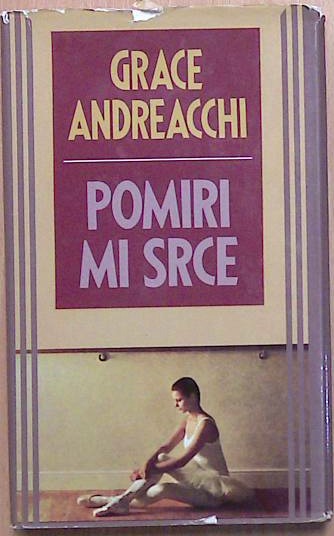 GRACE
ANDREACCHI
POMIRI
MI SRCE